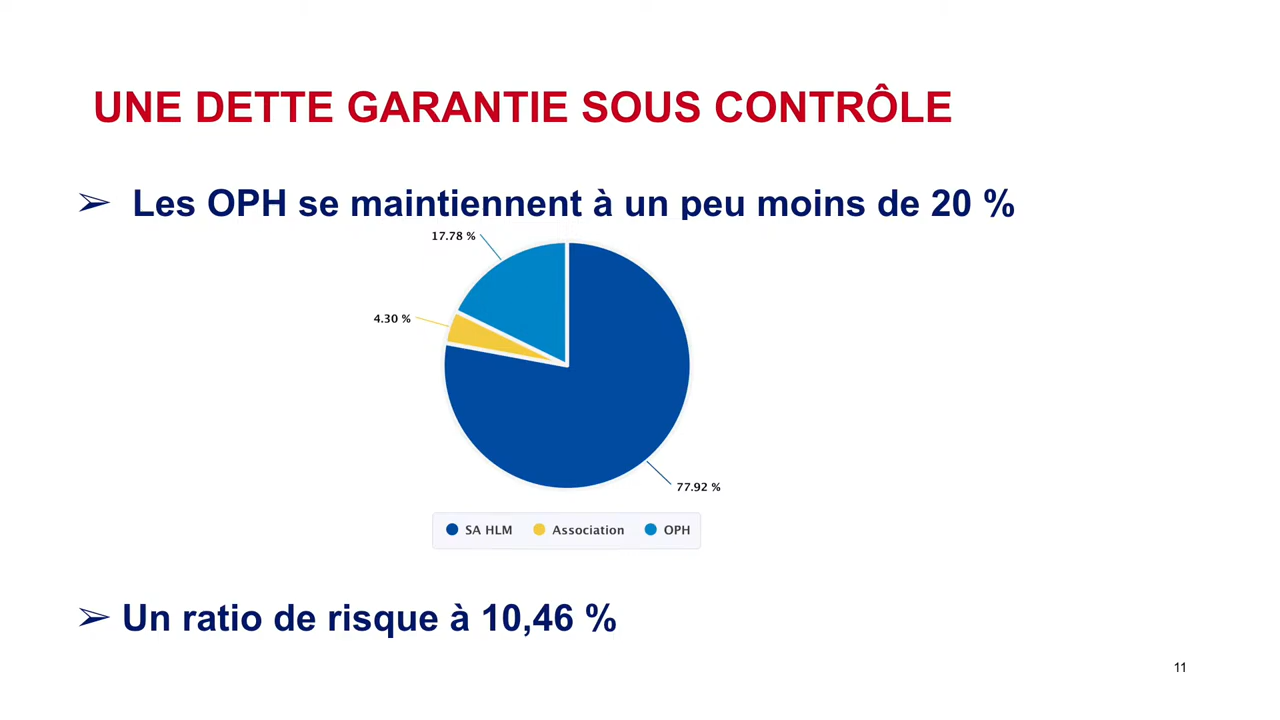 UNE DETTE GARANTIE SOUS CONTRÔLE
➢ Les OPH se maintiennent à un peu moins de 20 %
17.78 %
4.30 %
77.92 %
SA HLM Association OPH
➢ Un ratio de risque à 10,46 %
11